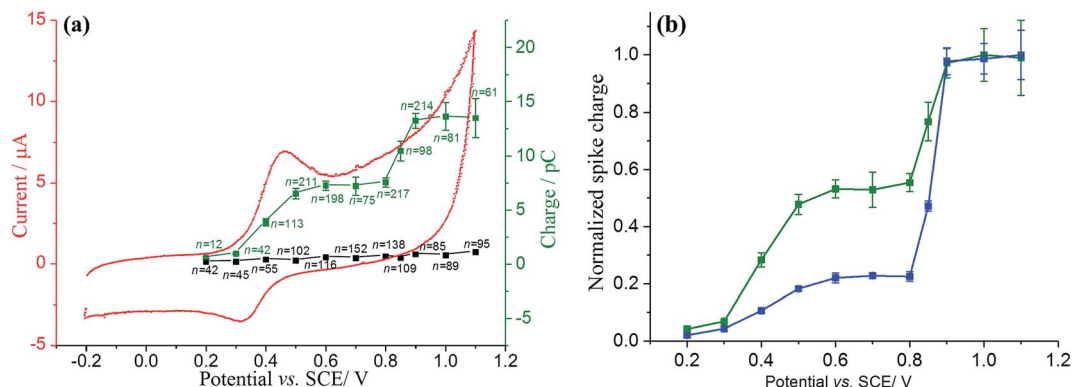 (a)
15
10
5
0
-5
Current / μA
20
15
10
5
0
-5
Charge / pC
n=61
n=214
n=81
n=98
n=211
n=198
n=75
n=217
n=113
n=12
n=42
n=102
n=152
n=138
n=85
n=95
n=42
n=45
n=55
n=116
n=109
n=89
-0.2 0.0 0.2 0.4 0.6 0.8 1.0 1.2
Potential vs. SCE/ V
(b)
1.0
0.8
0.6
0.4
0.2
0.0
Normalized spike charge
0.2 0.4 0.6 0.8 1.0 1.2
Potential vs. SCE/ V